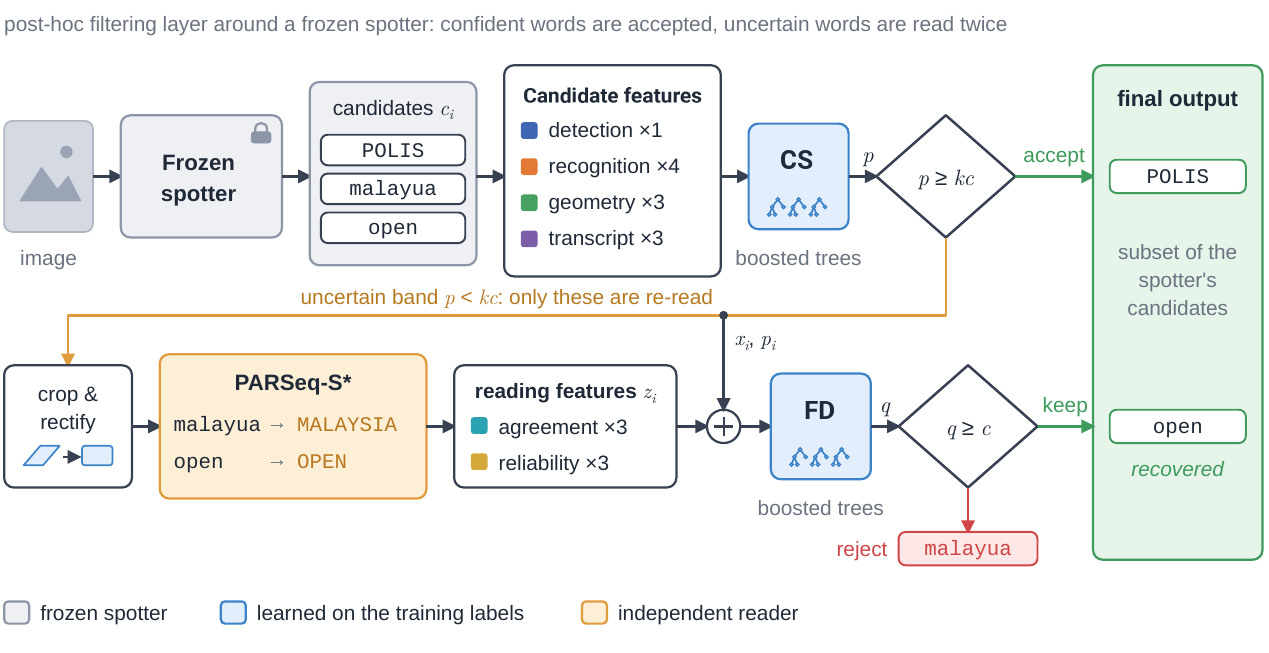 post-hoc filtering layer around a frozen spotter: confident words are accepted, uncertain words are read twice
image
Frozen
spotter
candidates cᵢ
POLIS
malayua
open
Candidate features
detection ×1
recognition ×4
geometry ×3
transcript ×3
CS
boosted trees
p
p ≥ kc
accept
final output
POLIS
subset of the
spotter's
candidates
uncertain band p < kc: only these are re-read
xᵢ, pᵢ
crop &
rectify
PARSeq-S*
malayua → MALAYSIA
open → OPEN
reading features zᵢ
agreement ×3
reliability ×3
FD
boosted trees
q
q ≥ c
keep
open
recovered
reject
malayua
frozen spotter
learned on the training labels
independent reader